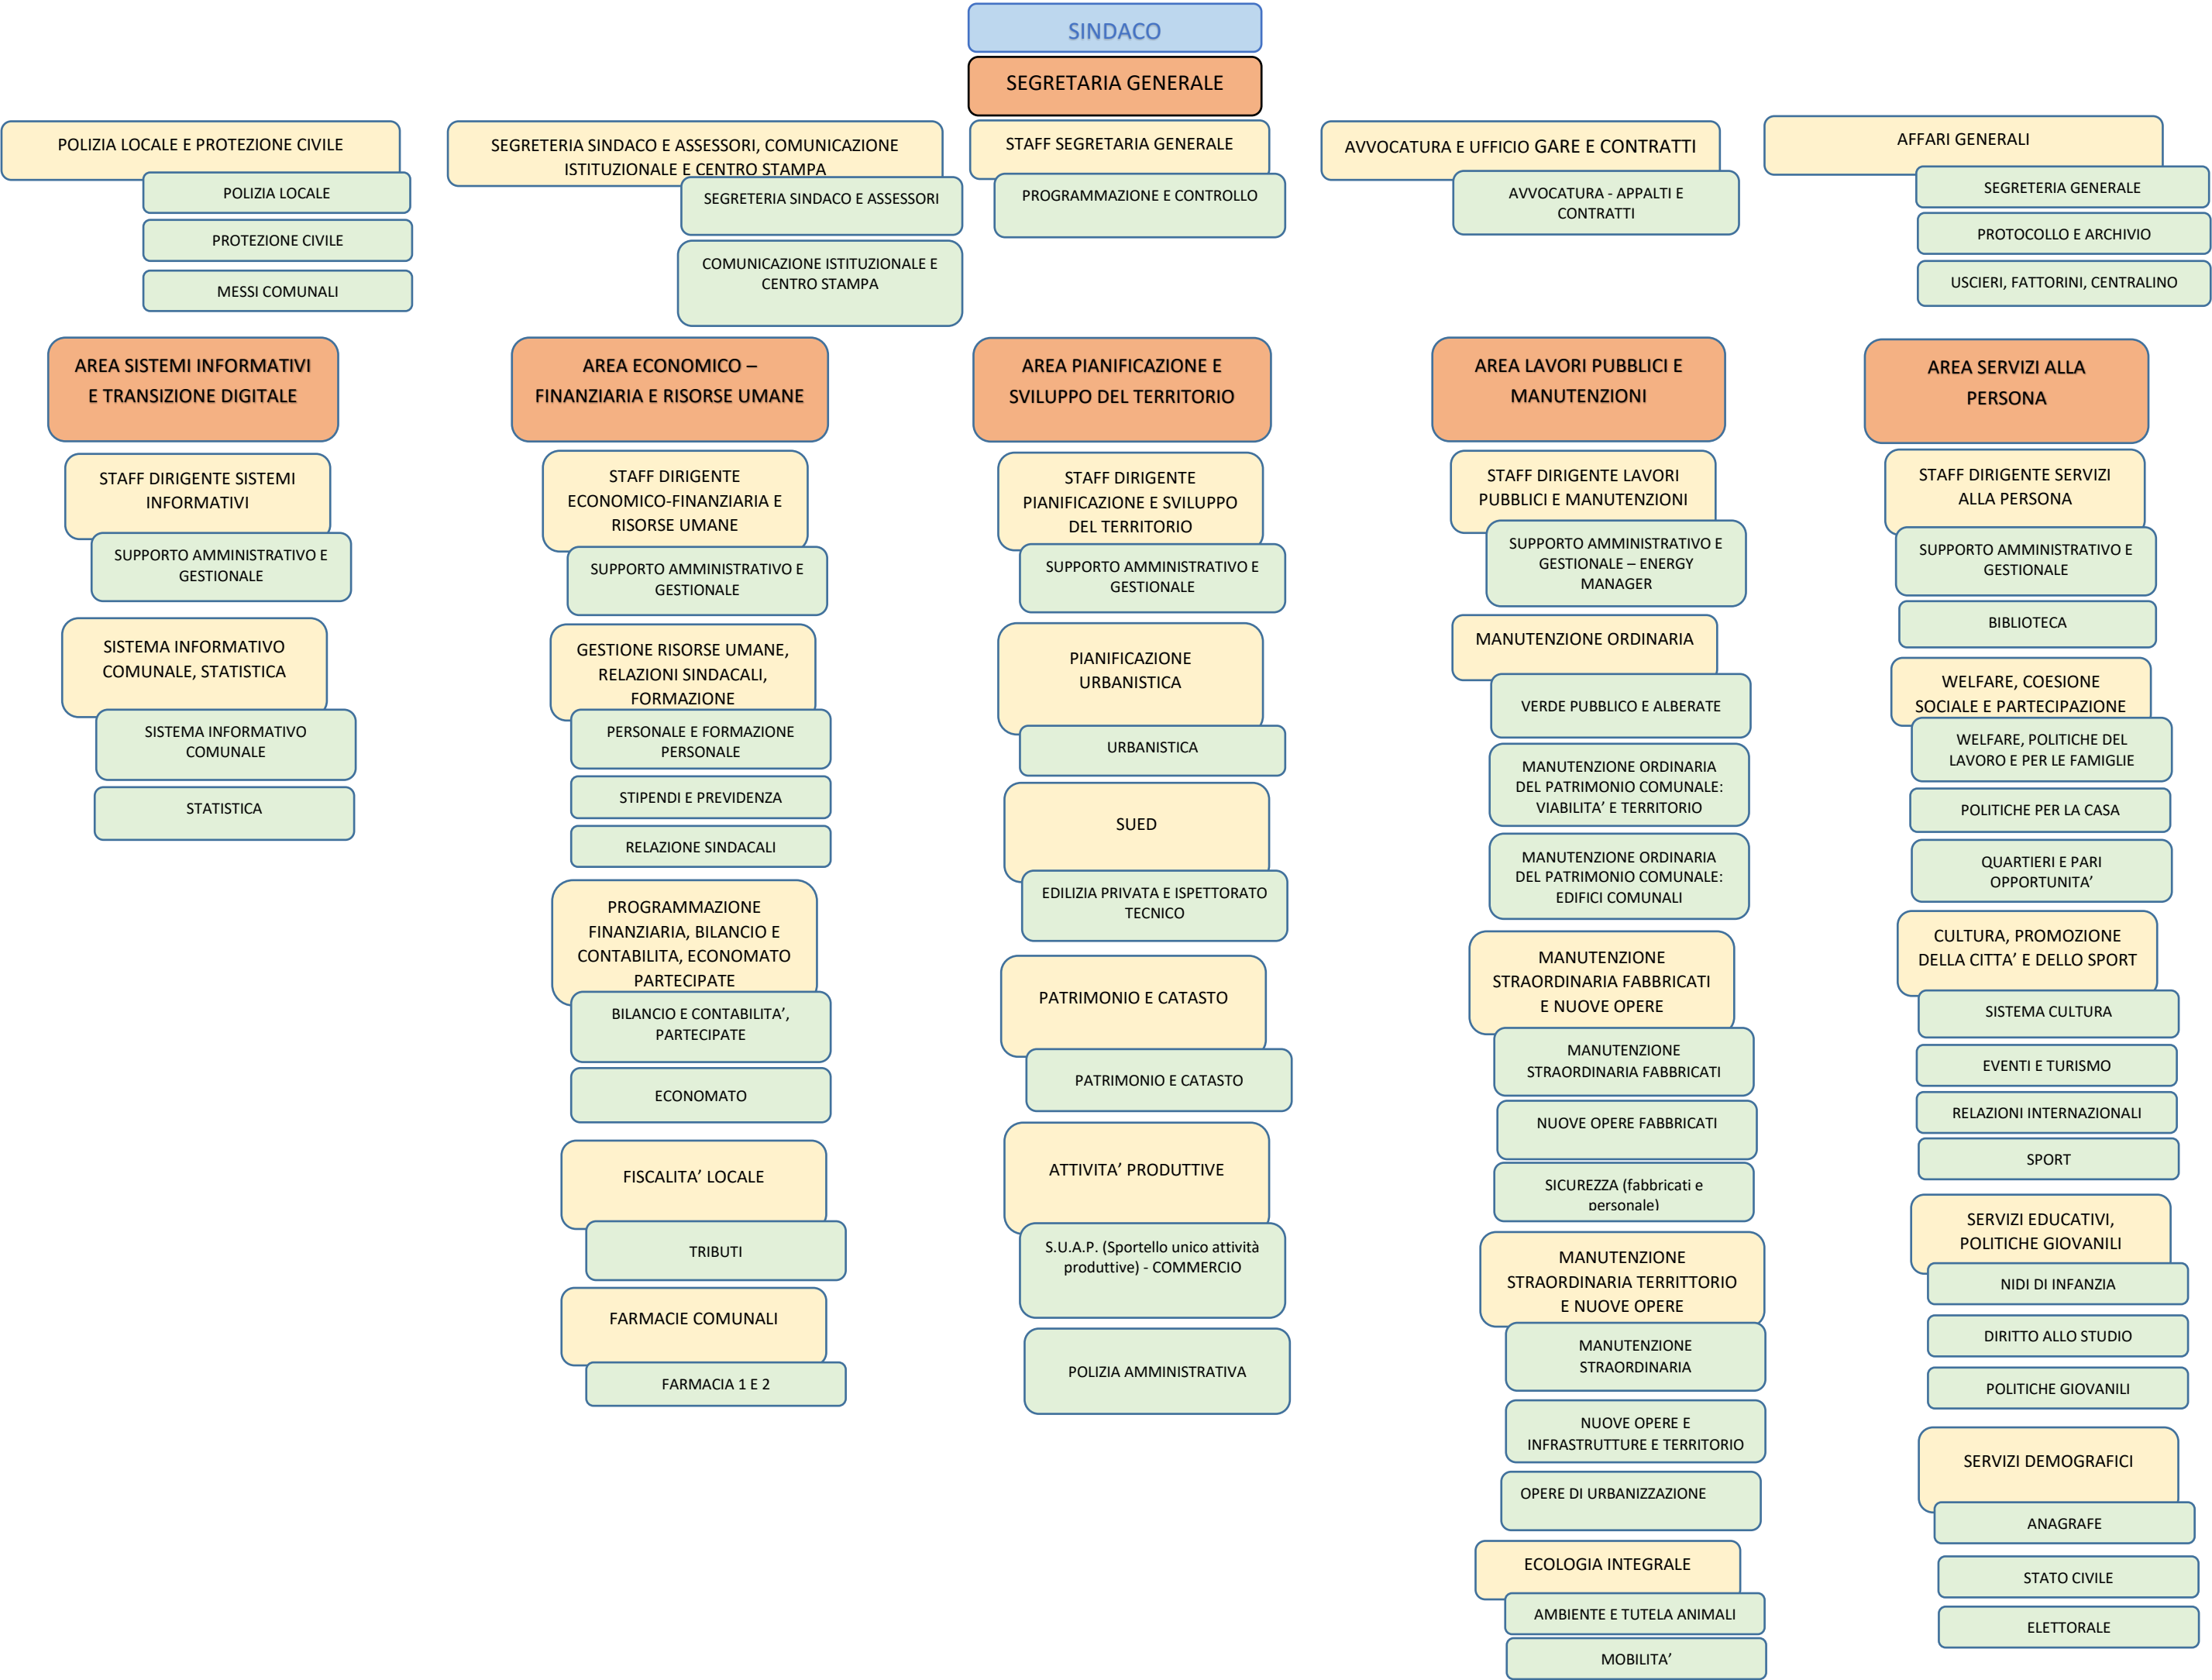 SINDACO
SEGRETARIA GENERALE
POLIZIA LOCALE E PROTEZIONE CIVILE
POLIZIA LOCALE
PROTEZIONE CIVILE
MESSI COMUNALI
SEGRETERIA SINDACO E ASSESSORI, COMUNICAZIONE
ISTITUZIONALE E CENTRO STAMPA
SEGRETERIA SINDACO E ASSESSORI
COMUNICAZIONE ISTITUZIONALE E
CENTRO STAMPA
STAFF SEGRETARIA GENERALE
PROGRAMMAZIONE E CONTROLLO
AVVOCATURA E UFFICIO GARE E CONTRATTI
AVVOCATURA - APPALTI E
CONTRATTI
AFFARI GENERALI
SEGRETERIA GENERALE
PROTOCOLLO E ARCHIVIO
USCIERI, FATTORINI, CENTRALINO
AREA SISTEMI INFORMATIVI
E TRANSIZIONE DIGITALE
STAFF DIRIGENTE SISTEMI
INFORMATIVI
SUPPORTO AMMINISTRATIVO E
GESTIONALE
SISTEMA INFORMATIVO
COMUNALE, STATISTICA
SISTEMA INFORMATIVO
COMUNALE
STATISTICA
AREA ECONOMICO –
FINANZIARIA E RISORSE UMANE
STAFF DIRIGENTE
ECONOMICO-FINANZIARIA E
RISORSE UMANE
SUPPORTO AMMINISTRATIVO E
GESTIONALE
GESTIONE RISORSE UMANE,
RELAZIONI SINDACALI,
FORMAZIONE
PERSONALE E FORMAZIONE
PERSONALE
STIPENDI E PREVIDENZA
RELAZIONE SINDACALI
PROGRAMMAZIONE
FINANZIARIA, BILANCIO E
CONTABILITA, ECONOMATO
PARTECIPATE
BILANCIO E CONTABILITA’,
PARTECIPATE
ECONOMATO
FISCALITA’ LOCALE
TRIBUTI
FARMACIE COMUNALI
FARMACIA 1 E 2
AREA PIANIFICAZIONE E
SVILUPPO DEL TERRITORIO
STAFF DIRIGENTE
PIANIFICAZIONE E SVILUPPO
DEL TERRITORIO
SUPPORTO AMMINISTRATIVO E
GESTIONALE
PIANIFICAZIONE
URBANISTICA
URBANISTICA
SUED
EDILIZIA PRIVATA E ISPETTORATO
TECNICO
PATRIMONIO E CATASTO
PATRIMONIO E CATASTO
ATTIVITA’ PRODUTTIVE
S.U.A.P. (Sportello unico attività
produttive) - COMMERCIO
POLIZIA AMMINISTRATIVA
AREA LAVORI PUBBLICI E
MANUTENZIONI
STAFF DIRIGENTE LAVORI
PUBBLICI E MANUTENZIONI
SUPPORTO AMMINISTRATIVO E
GESTIONALE – ENERGY
MANAGER
MANUTENZIONE ORDINARIA
VERDE PUBBLICO E ALBERATE
MANUTENZIONE ORDINARIA
DEL PATRIMONIO COMUNALE:
VIABILITA’ E TERRITORIO
MANUTENZIONE ORDINARIA
DEL PATRIMONIO COMUNALE:
EDIFICI COMUNALI
MANUTENZIONE
STRAORDINARIA FABBRICATI
E NUOVE OPERE
MANUTENZIONE
STRAORDINARIA FABBRICATI
NUOVE OPERE FABBRICATI
SICUREZZA (fabbricati e
personale)
MANUTENZIONE
STRAORDINARIA TERRITTORIO
E NUOVE OPERE
MANUTENZIONE
STRAORDINARIA
NUOVE OPERE E
INFRASTRUTTURE E TERRITORIO
OPERE DI URBANIZZAZIONE
ECOLOGIA INTEGRALE
AMBIENTE E TUTELA ANIMALI
MOBILITA’
AREA SERVIZI ALLA
PERSONA
STAFF DIRIGENTE SERVIZI
ALLA PERSONA
SUPPORTO AMMINISTRATIVO E
GESTIONALE
BIBLIOTECA
WELFARE, COESIONE
SOCIALE E PARTECIPAZIONE
WELFARE, POLITICHE DEL
LAVORO E PER LE FAMIGLIE
POLITICHE PER LA CASA
QUARTIERI E PARI
OPPORTUNITA’
CULTURA, PROMOZIONE
DELLA CITTA’ E DELLO SPORT
SISTEMA CULTURA
EVENTI E TURISMO
RELAZIONI INTERNAZIONALI
SPORT
SERVIZI EDUCATIVI,
POLITICHE GIOVANILI
NIDI DI INFANZIA
DIRITTO ALLO STUDIO
POLITICHE GIOVANILI
SERVIZI DEMOGRAFICI
ANAGRAFE
STATO CIVILE
ELETTORALE